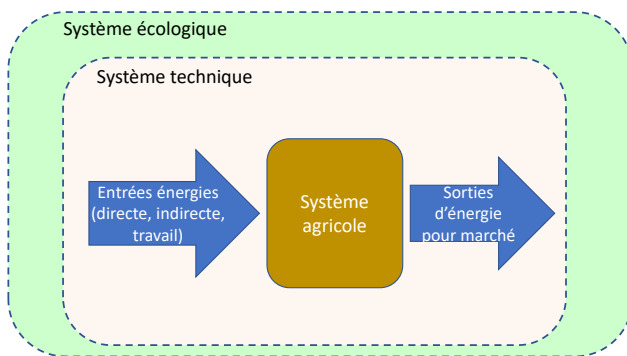 Système écologique
Système technique
Entrées énergies
(directe, indirecte,
travail)
Système
agricole
Sorties
d'énergie
pour marché